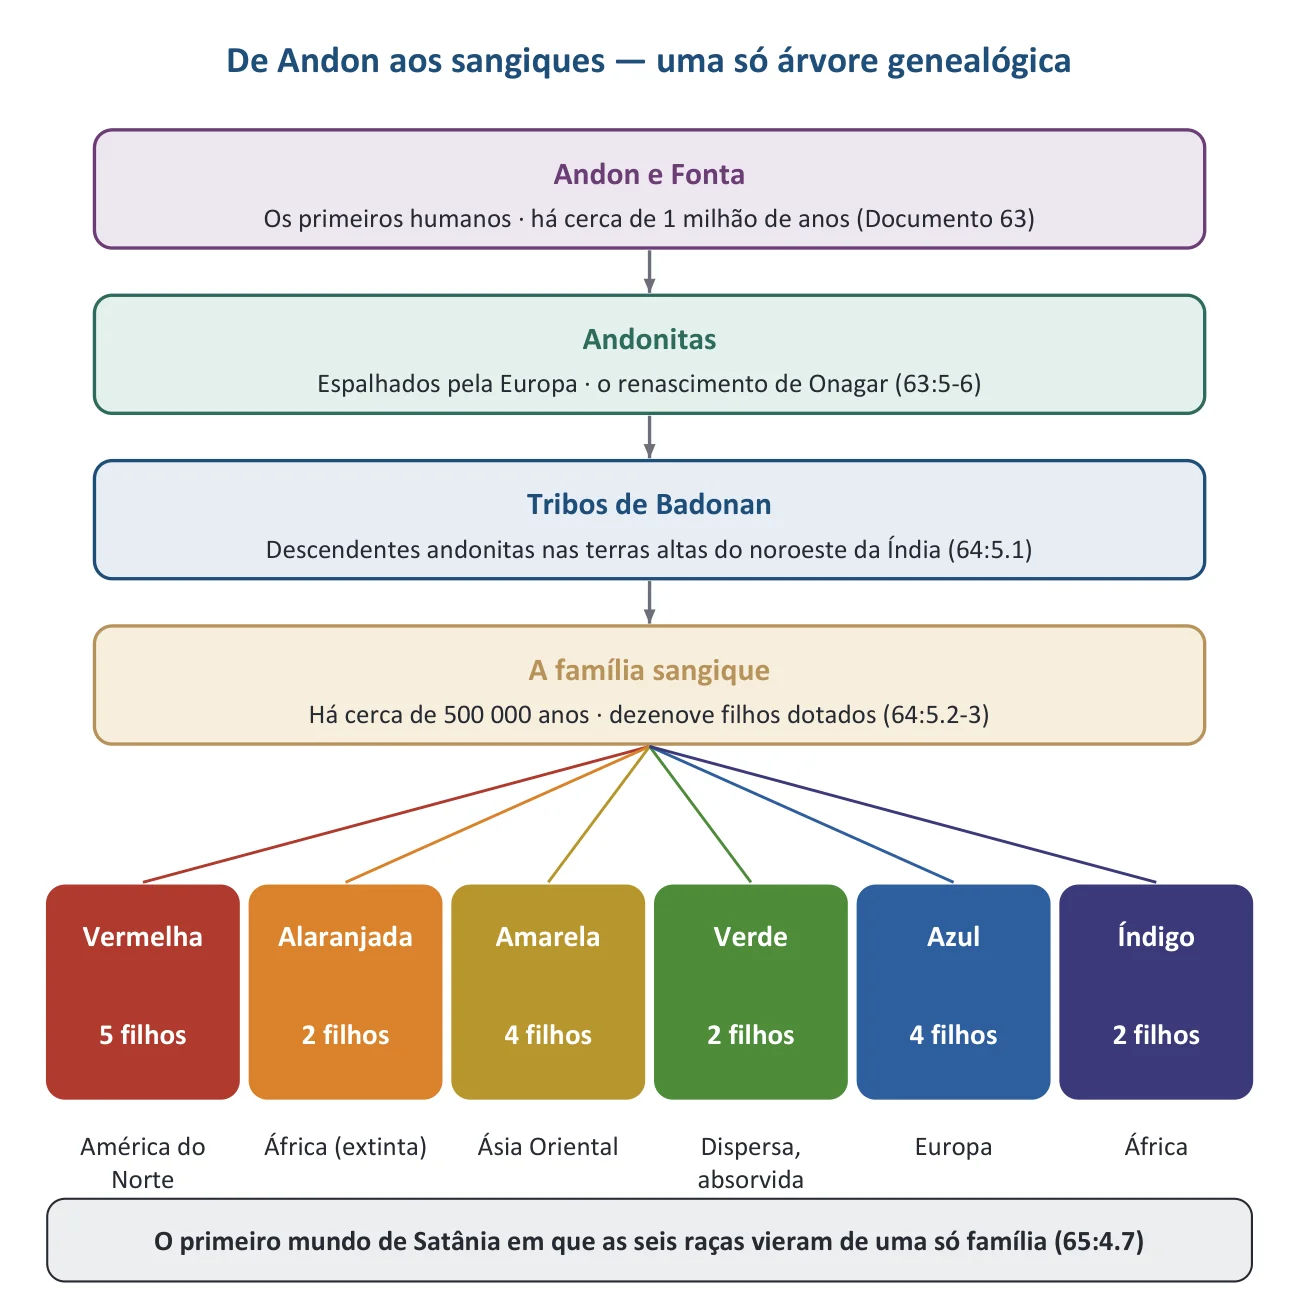 De Andon aos sangiques — uma só árvore genealógica
Andon e Fonta
Os primeiros humanos · há cerca de 1 milhão de anos (Documento 63)
Andonitas
Espalhados pela Europa · o renascimento de Onagar (63:5-6)
Tribos de Badonan
Descendentes andonitas nas terras altas do noroeste da Índia (64:5.1)
A família sangique
Há cerca de 500 000 anos · dezenove filhos dotados (64:5.2-3)
Vermelha
5 filhos
América do
Norte
Alaranjada
2 filhos
África (extinta)
Amarela
4 filhos
Ásia Oriental
Verde
2 filhos
Dispersa,
absorvida
Azul
4 filhos
Europa
Índigo
2 filhos
África
O primeiro mundo de Satânia em que as seis raças vieram de uma só família (65:4.7)